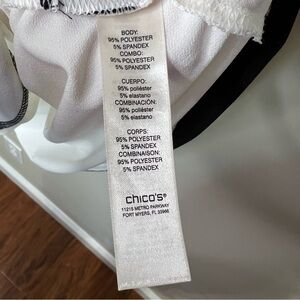 BODY:
95% POLYESTER
5% SPANDEX
COMBO:
95% POLYESTER
5% SPANDEX
CUERPO:
95% poliéster
5% elastano
COMBINACIÓN:
95% poliéster
5% elastano
CORPS:
95% POLYESTER
5% SPANDEX
COMBINAISON:
95% POLYESTER
5% SPANDEX
chico's®
11215 METRO PARKWAY
FORT MYERS, FL 33966